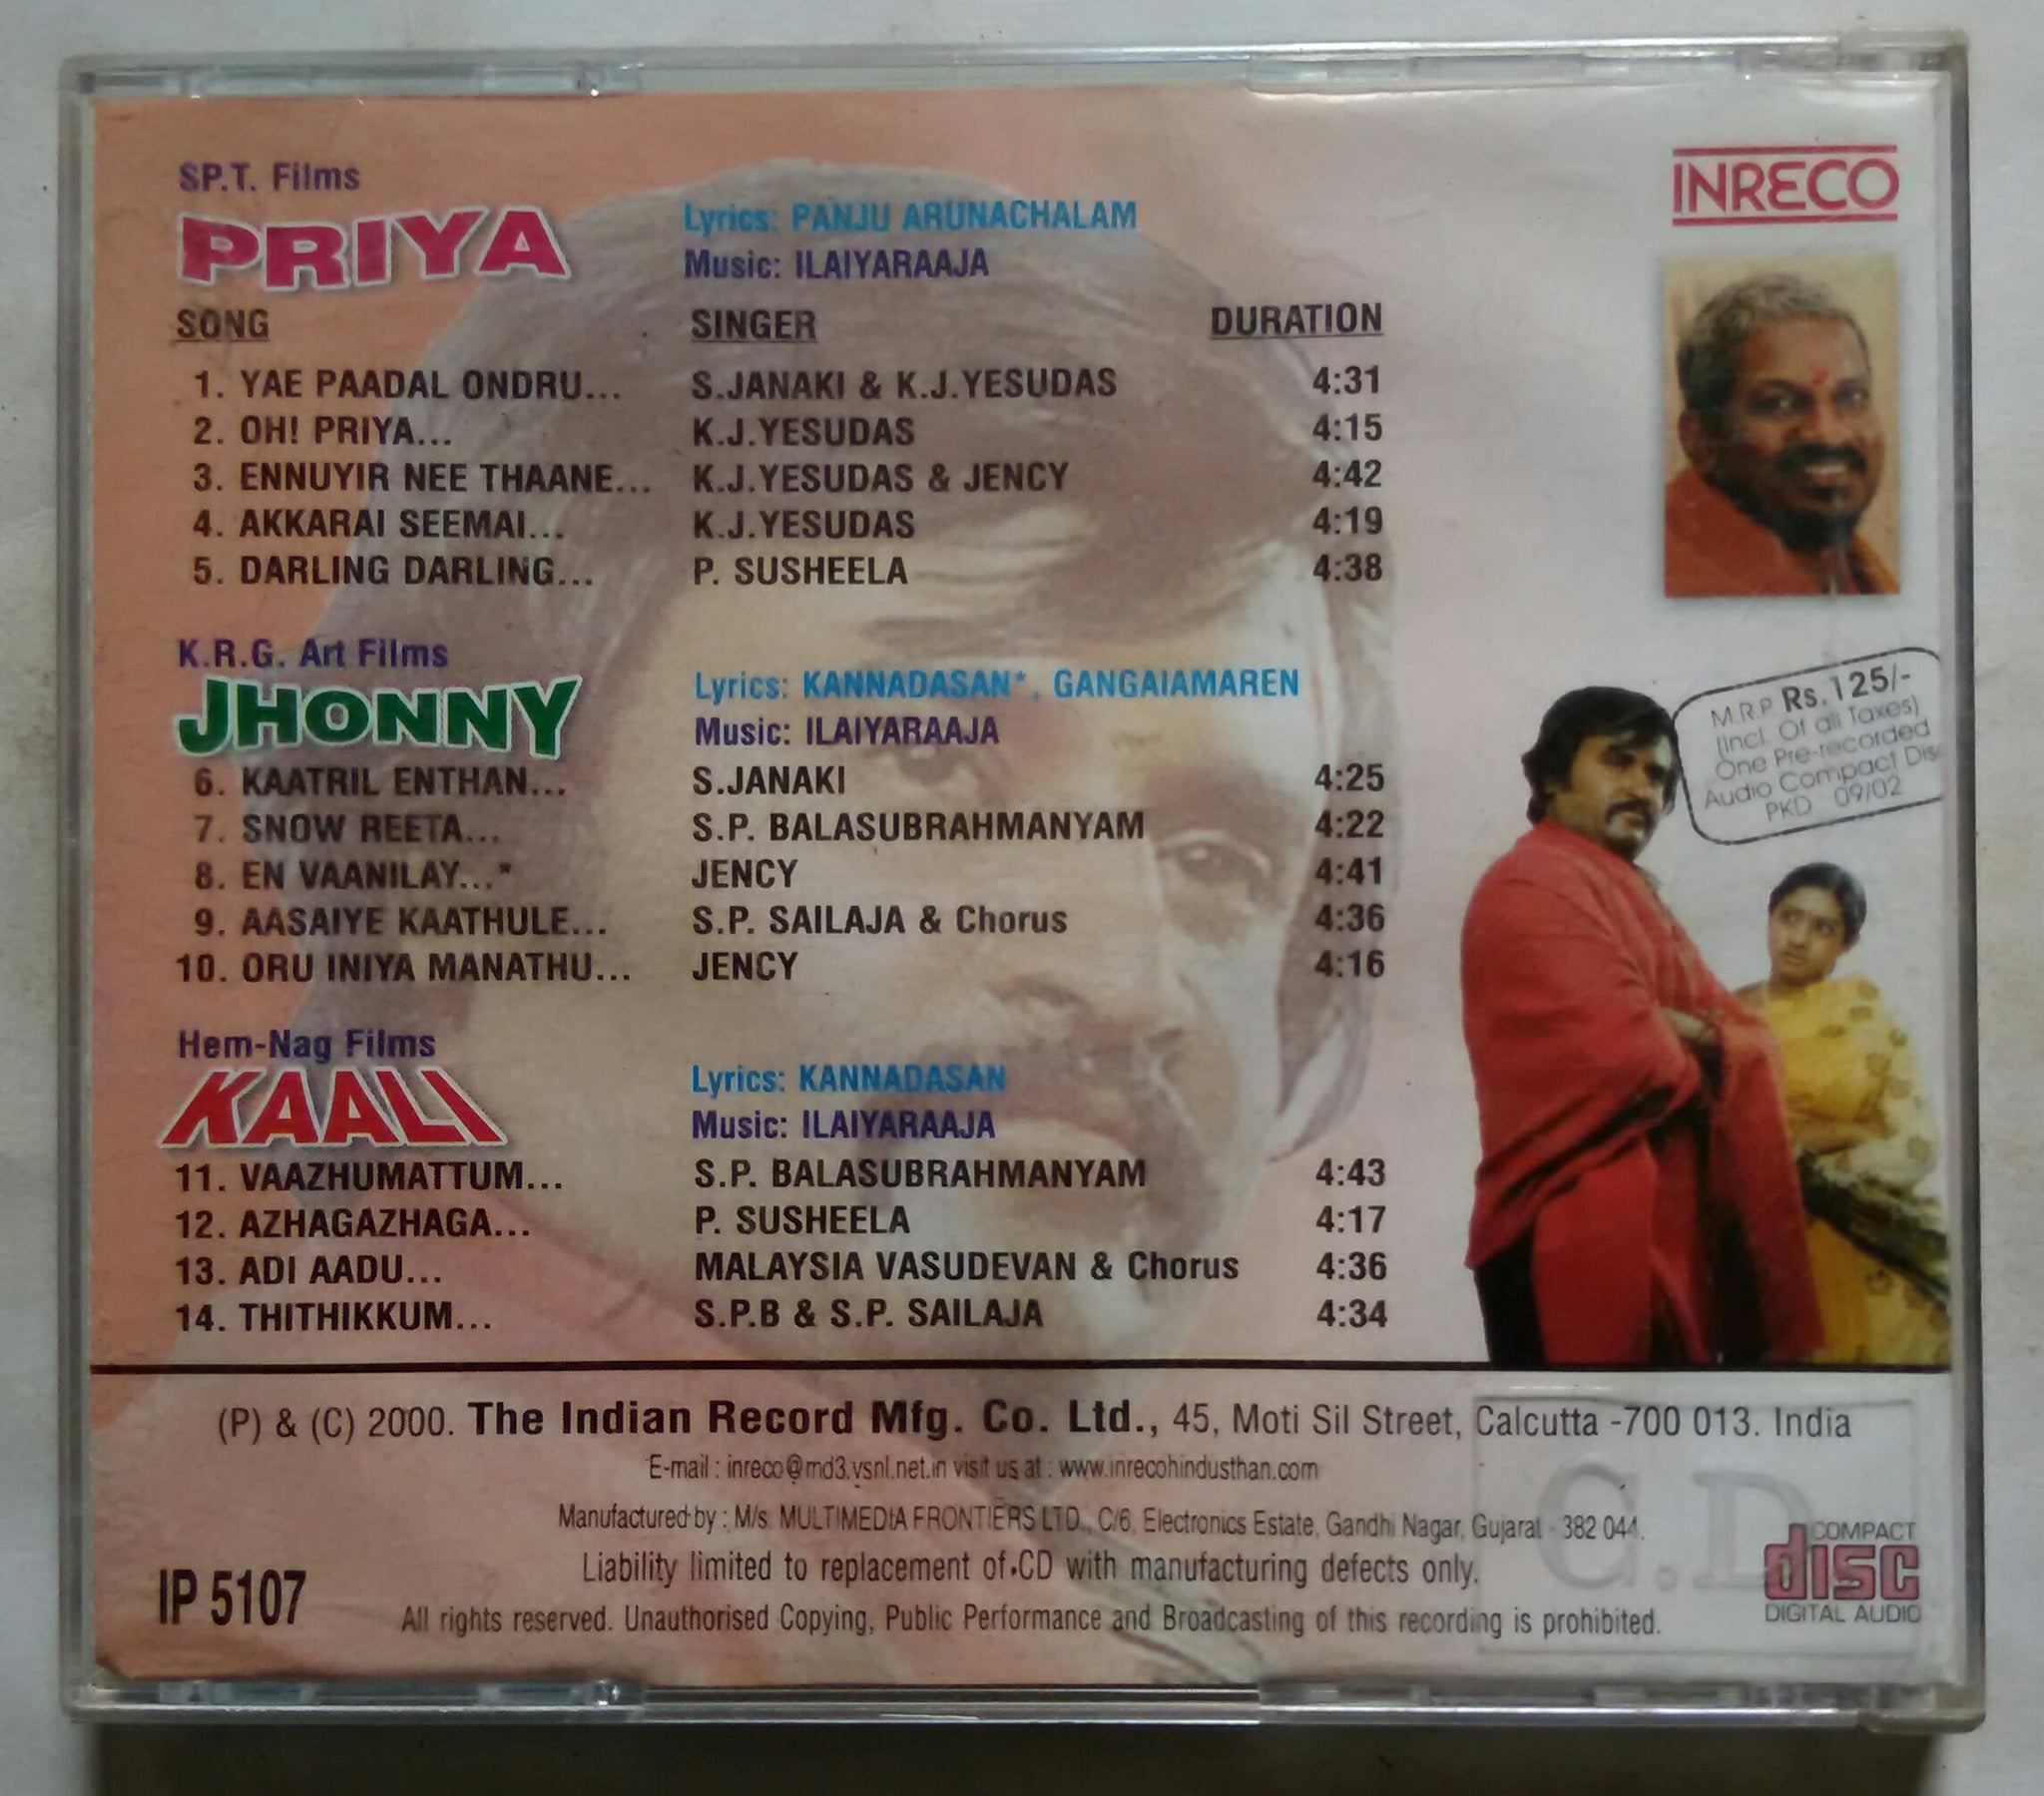 SP.T. Films
PRIYA
Lyrics: PANJU ARUNACHALAM
Music: ILAIYARAAJA
INRECO
SONG SINGER DURATION
1. YAE PAADAL ONDRU... S.JANAKI & K.J.YESUDAS 4:31
2. OH! PRIYA... K.J.YESUDAS 4:15
3. ENNUYIR NEE THAANE... K.J.YESUDAS & JENCY 4:42
4. AKKARAI SEEMAI... K.J.YESUDAS 4:19
5. DARLING DARLING... P. SUSHEELA 4:38
K.R.G. Art Films
JHONNY
Lyrics: KANNADASAN*, GANGAIAMAREN
Music: ILAIYARAAJA
6. KAATRIL ENTHAN... S.JANAKI 4:25
7. SNOW REETA... S.P. BALASUBRAHMANYAM 4:22
8. EN VAANILAY...* JENCY 4:41
9. AASAIYE KAATHULE... S.P. SAILAJA & Chorus 4:36
10. ORU INIYA MANATHU... JENCY 4:16
M.R.P Rs.125/-
(Incl. Of all Taxes)
One Pre-recorded
Audio Compact Disc
PKD 09/02
Hem-Nag Films
KAALI
Lyrics: KANNADASAN
Music: ILAIYARAAJA
11. VAAZHUMATTUM... S.P. BALASUBRAHMANYAM 4:43
12. AZHAGAZHAGA... P. SUSHEELA 4:17
13. ADI AADU... MALAYSIA VASUDEVAN & Chorus 4:36
14. THITHIKKUM... S.P.B & S.P. SAILAJA 4:34
(P) & (C) 2000. The Indian Record Mfg. Co. Ltd., 45, Moti Sil Street, Calcutta -700 013. India
E-mail : inreco@md3.vsnl.net.in visit us at : www.inrecohindusthan.com
Manufactured by : M/s. MULTIMEDIA FRONTIERS LTD., C/6, Electronics Estate, Gandhi Nagar, Gujarat - 382 044.
Liability limited to replacement of CD with manufacturing defects only.
All rights reserved. Unauthorised Copying, Public Performance and Broadcasting of this recording is prohibited.
IP 5107
C.D
COMPACT
disc
DIGITAL AUDIO